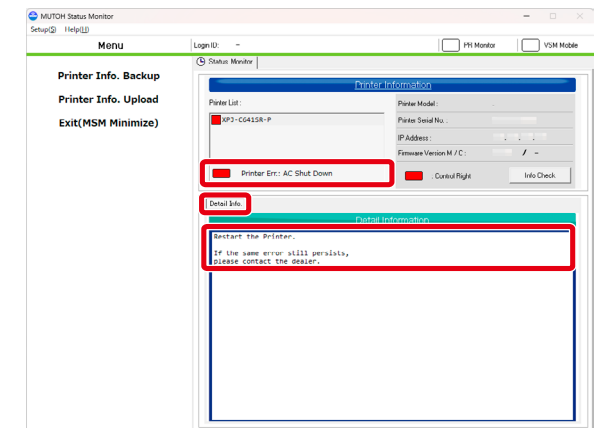 MUTOH Status Monitor
Setup(S) Help(H)
Menu
Login ID: -
PR Monitor
VSM Mobile
Status Monitor
Printer Info. Backup
Printer Info. Upload
Exit(MSM Minimize)
Printer Information
Printer List :
XPJ-C641SR-P
Printer Model :
Printer Serial No. :
IP Address : . . .
Firmware Version M / C : / -
Printer Err.: AC Shut Down
: Control Right
Info Check
Detail Info.
Detail Information
Restart the Printer.
If the same error still persists,
please contact the dealer.